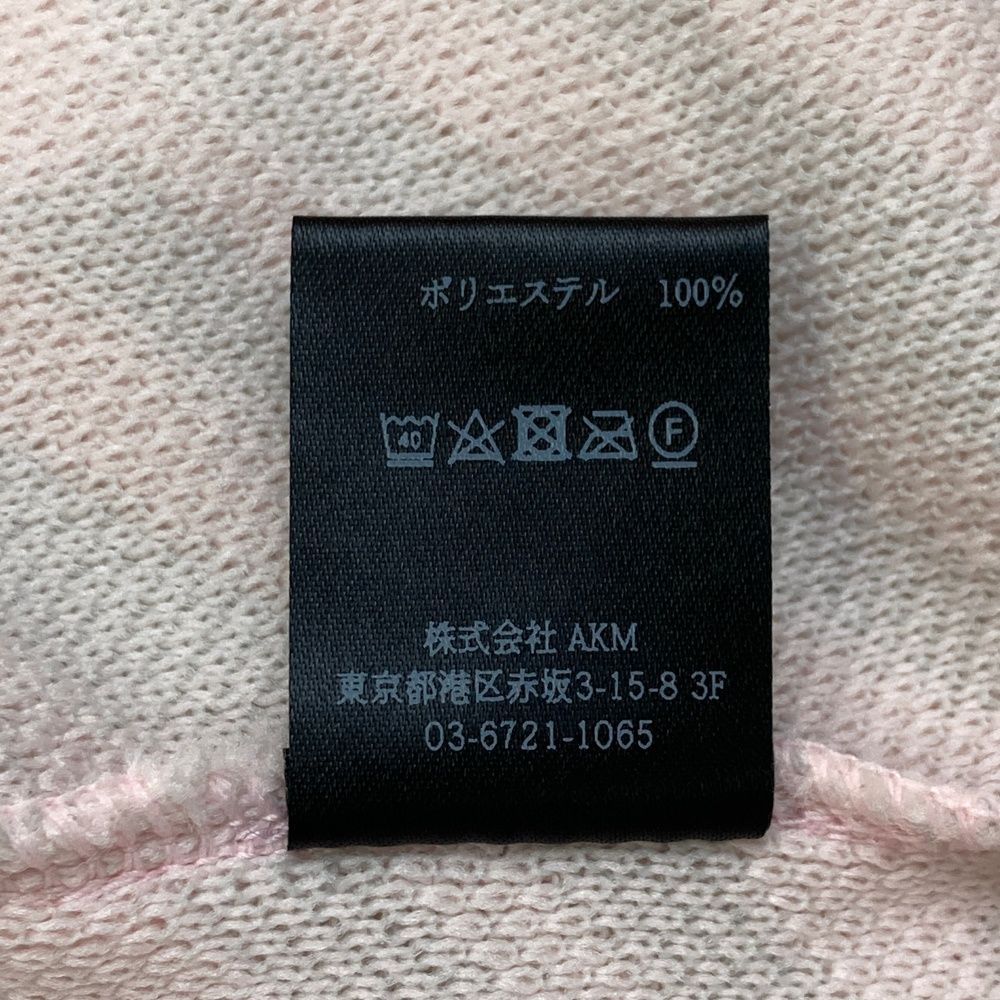 ポリエステル 100%
40 F
株式会社 AKM
東京都港区赤坂3-15-8 3F
03-6721-1065